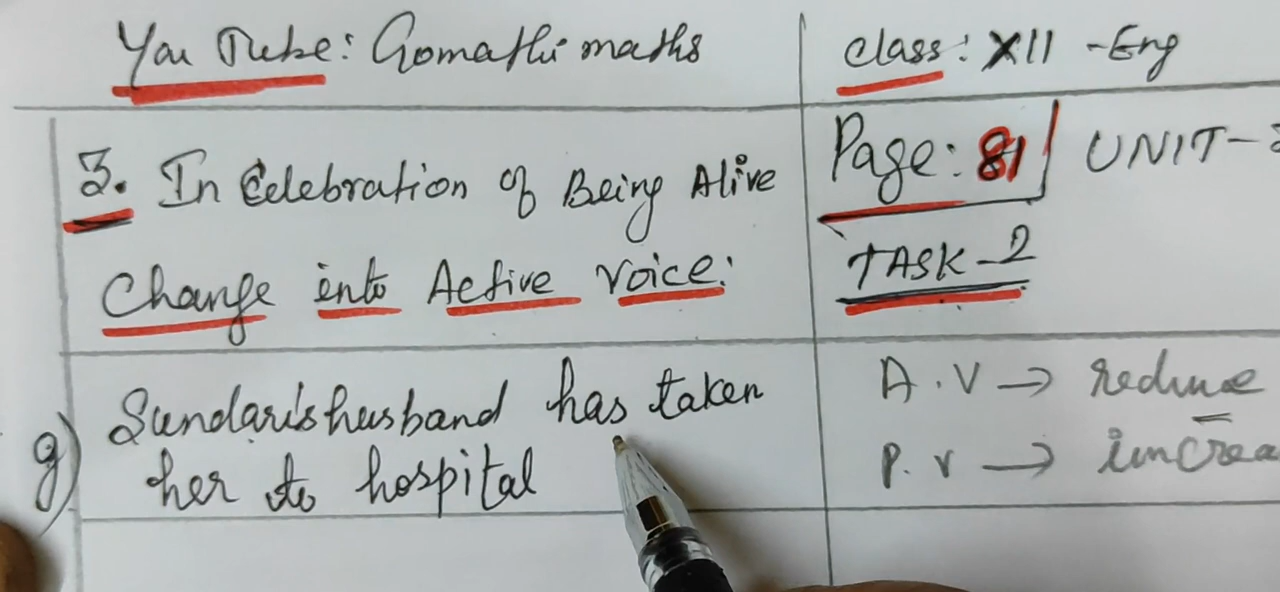 You Tube: Gomathi maths
class: XII -Eng
3. In Celebration of Being Alive
Page: 81 UNIT-
Change into Active Voice:
TASK-2
g) Sundari's husband has taken
her to hospital
A.V → reduce
P.V → increa